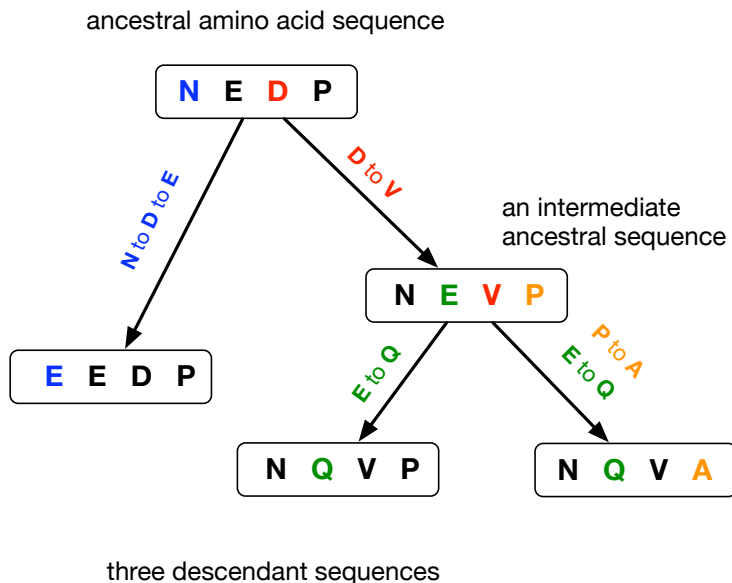 ancestral amino acid sequence
N E D P
N to D to E
D to V
an intermediate
ancestral sequence
N E V P
E to Q
P to A
E to Q
E E D P
N Q V P
N Q V A
three descendant sequences